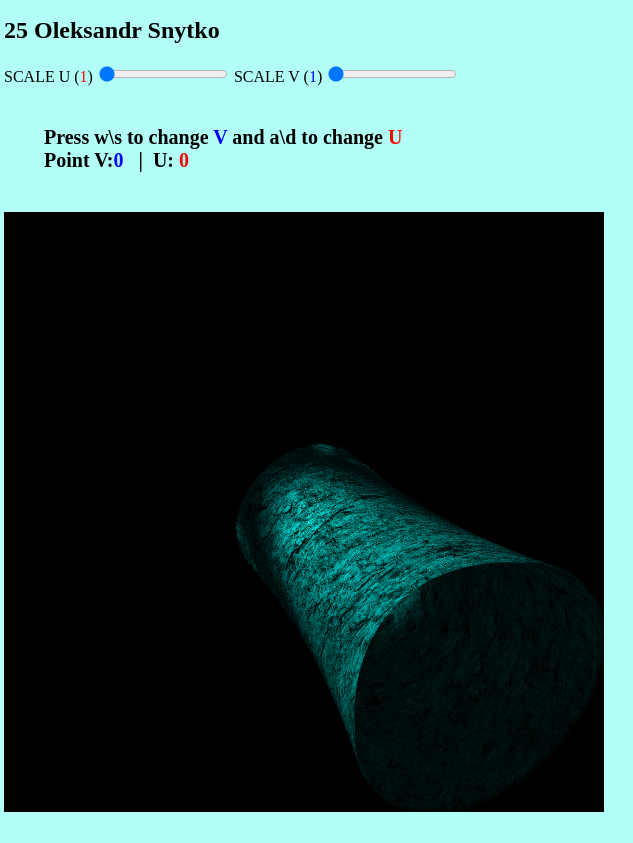 25 Oleksandr Snytko
SCALE U (1) SCALE V (1)
Press w\s to change V and a\d to change U
Point V:0 | U: 0